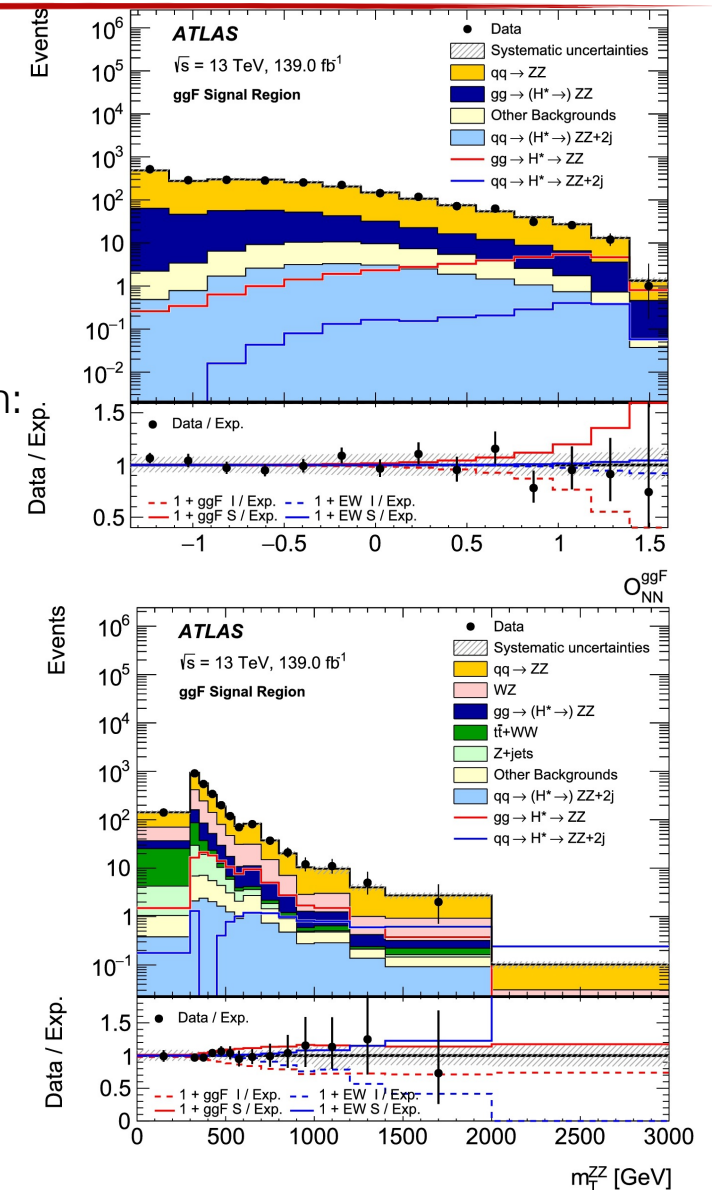 Events
10⁶
10⁵
10⁴
10³
10²
10
1
10⁻¹
10⁻²
ATLAS
√s = 13 TeV, 139.0 fb⁻¹
ggF Signal Region
Data
Systematic uncertainties
qq → ZZ
gg → (H* →) ZZ
Other Backgrounds
qq → (H* →) ZZ+2j
gg → H* → ZZ
qq → H* → ZZ+2j
n:
Data / Exp.
1.5
1
0.5
Data / Exp.
1 + ggF I / Exp.
1 + EW I / Exp.
1 + ggF S / Exp.
1 + EW S / Exp.
−1 −0.5 0 0.5 1 1.5
O^ggF_NN
Events
10⁶
10⁵
10⁴
10³
10²
10
1
10⁻¹
ATLAS
√s = 13 TeV, 139.0 fb⁻¹
ggF Signal Region
Data
Systematic uncertainties
qq → ZZ
WZ
gg → (H* →) ZZ
tt̄+WW
Z+jets
Other Backgrounds
qq → (H* →) ZZ+2j
gg → H* → ZZ
qq → H* → ZZ+2j
Data / Exp.
1.5
1
0.5
0
Data / Exp.
1 + ggF I / Exp.
1 + EW I / Exp.
1 + ggF S / Exp.
1 + EW S / Exp.
0 500 1000 1500 2000 2500 3000
m^ZZ_T [GeV]